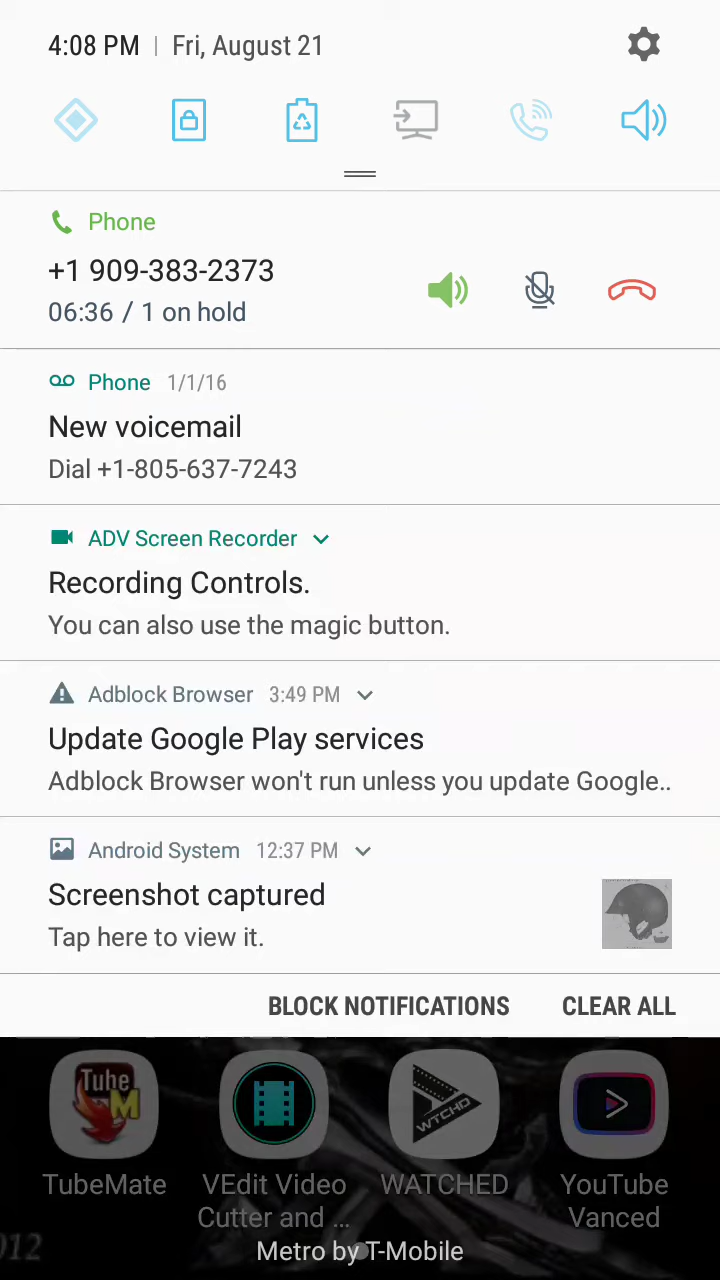 4:08 PM | Fri, August 21
Phone
+1 909-383-2373
06:36 / 1 on hold
Phone 1/1/16
New voicemail
Dial +1-805-637-7243
ADV Screen Recorder
Recording Controls.
You can also use the magic button.
Adblock Browser 3:49 PM
Update Google Play services
Adblock Browser won't run unless you update Google..
Android System 12:37 PM
Screenshot captured
Tap here to view it.
BLOCK NOTIFICATIONS CLEAR ALL
Tube
M
WTCHD
TubeMate VEdit Video WATCHED YouTube
Cutter and ... Vanced
012
Metro by T-Mobile